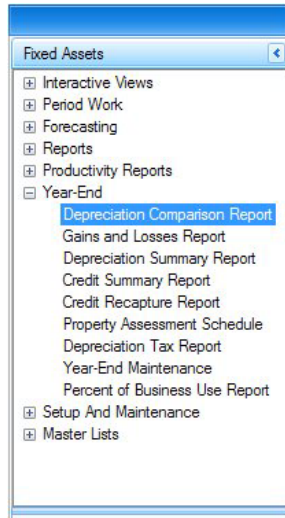 Fixed Assets
Interactive Views
Period Work
Forecasting
Reports
Productivity Reports
Year-End
Depreciation Comparison Report
Gains and Losses Report
Depreciation Summary Report
Credit Summary Report
Credit Recapture Report
Property Assessment Schedule
Depreciation Tax Report
Year-End Maintenance
Percent of Business Use Report
Setup And Maintenance
Master Lists